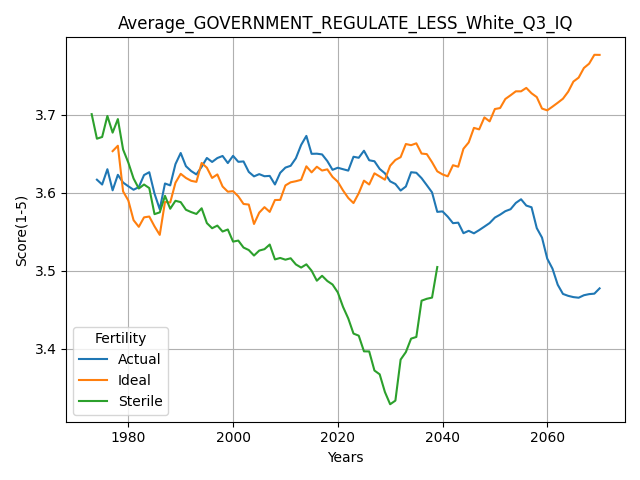 Average_GOVERNMENT_REGULATE_LESS_White_Q3_IQ
Score(1-5)
3.7
3.6
3.5
3.4
Fertility
Actual
Ideal
Sterile
1980
2000
2020
2040
2060
Years